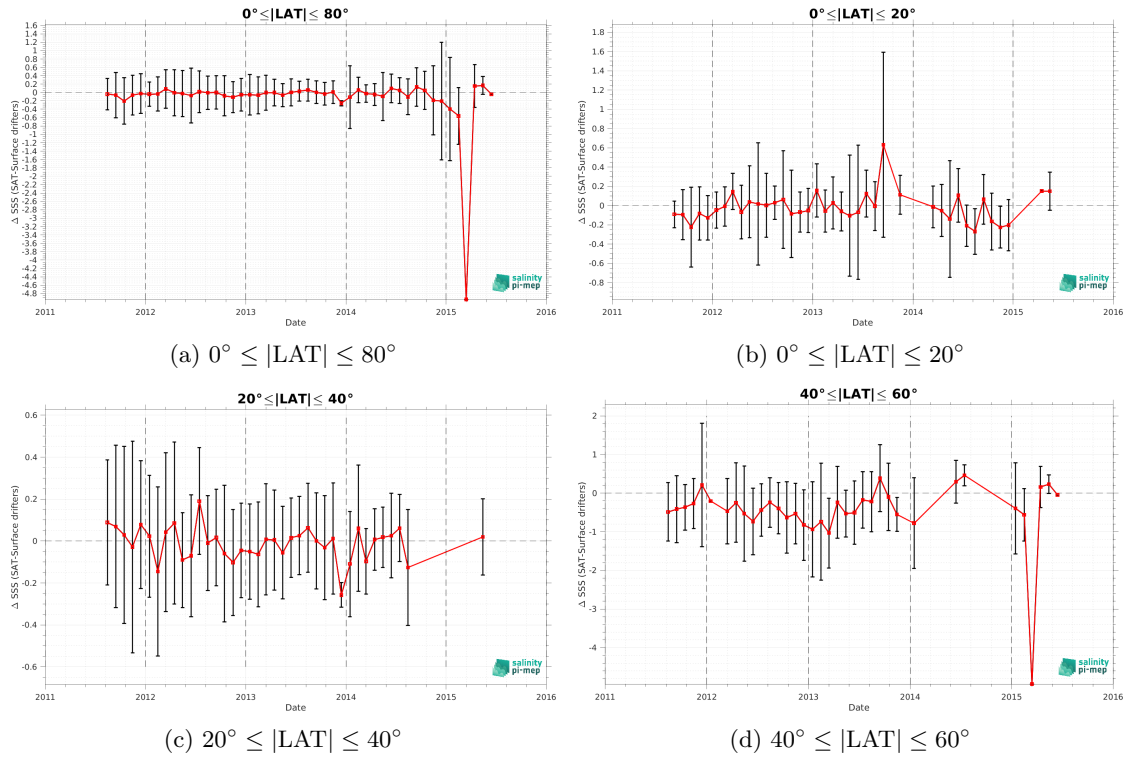 0°≤|LAT|≤ 80°
1.6
1.4
1.2
1
0.8
0.6
0.4
0.2
0
-0.2
-0.4
-0.6
-0.8
-1
-1.2
-1.4
-1.6
-1.8
-2
-2.2
-2.4
-2.6
-2.8
-3
-3.2
-3.4
-3.6
-3.8
-4
-4.2
-4.4
-4.6
-4.8
Δ SSS (SAT-Surface drifters)
salinity
pi-mep
2011 2012 2013 2014 2015 2016
Date
(a) 0° ≤ |LAT| ≤ 80°
0°≤|LAT|≤ 20°
1.8
1.6
1.4
1.2
1
0.8
0.6
0.4
0.2
0
-0.2
-0.4
-0.6
-0.8
Δ SSS (SAT-Surface drifters)
salinity
pi-mep
2011 2012 2013 2014 2015 2016
Date
(b) 0° ≤ |LAT| ≤ 20°
20°≤|LAT|≤ 40°
0.6
0.4
0.2
0
-0.2
-0.4
-0.6
Δ SSS (SAT-Surface drifters)
salinity
pi-mep
2011 2012 2013 2014 2015 2016
Date
(c) 20° ≤ |LAT| ≤ 40°
40°≤|LAT|≤ 60°
2
1
0
-1
-2
-3
-4
Δ SSS (SAT-Surface drifters)
salinity
pi-mep
2011 2012 2013 2014 2015 2016
Date
(d) 40° ≤ |LAT| ≤ 60°